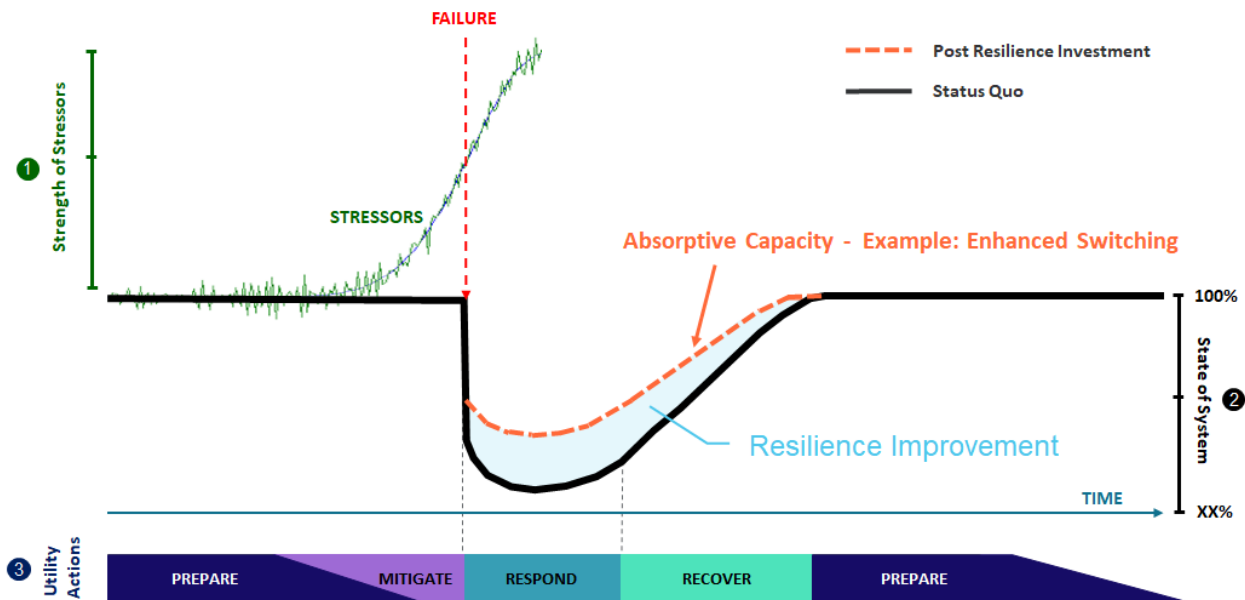 FAILURE
Post Resilience Investment
Status Quo
1
Strength of Stressors
STRESSORS
Absorptive Capacity - Example: Enhanced Switching
100%
State of System
2
Resilience Improvement
TIME
XX%
3
Utility
Actions
PREPARE
MITIGATE
RESPOND
RECOVER
PREPARE